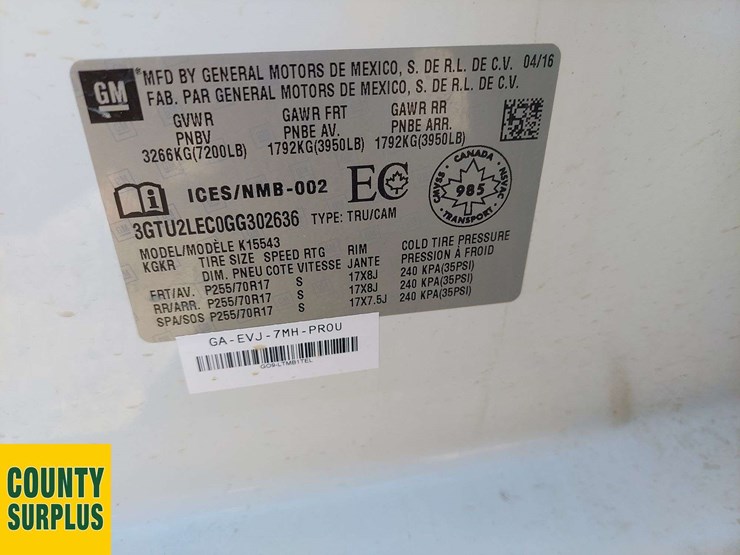 GM
MFD BY GENERAL MOTORS DE MEXICO, S. DE R.L. DE C.V. 04/16
FAB. PAR GENERAL MOTORS DE MEXICO, S. DE R.L. DE C.V.
GVWR GAWR FRT GAWR RR
PNBV PNBE AV. PNBE ARR.
3266KG(7200LB) 1792KG(3950LB) 1792KG(3950LB)
ICES/NMB-002 EC
CANADA
CMVSS 985 NSVAC
TRANSPORT
3GTU2LEC0GG302636 TYPE: TRU/CAM
MODEL/MODÈLE K15543
KGKR TIRE SIZE SPEED RTG RIM COLD TIRE PRESSURE
DIM. PNEU COTE VITESSE JANTE PRESSION À FROID
FRT/AV. P255/70R17 S 17X8J 240 KPA(35PSI)
RR/ARR. P255/70R17 S 17X8J 240 KPA(35PSI)
SPA/SOS P255/70R17 S 17X7.5J 240 KPA(35PSI)
GA-EVJ-7MH-PR0U
GO9-L7MB1TEL
COUNTY
SURPLUS